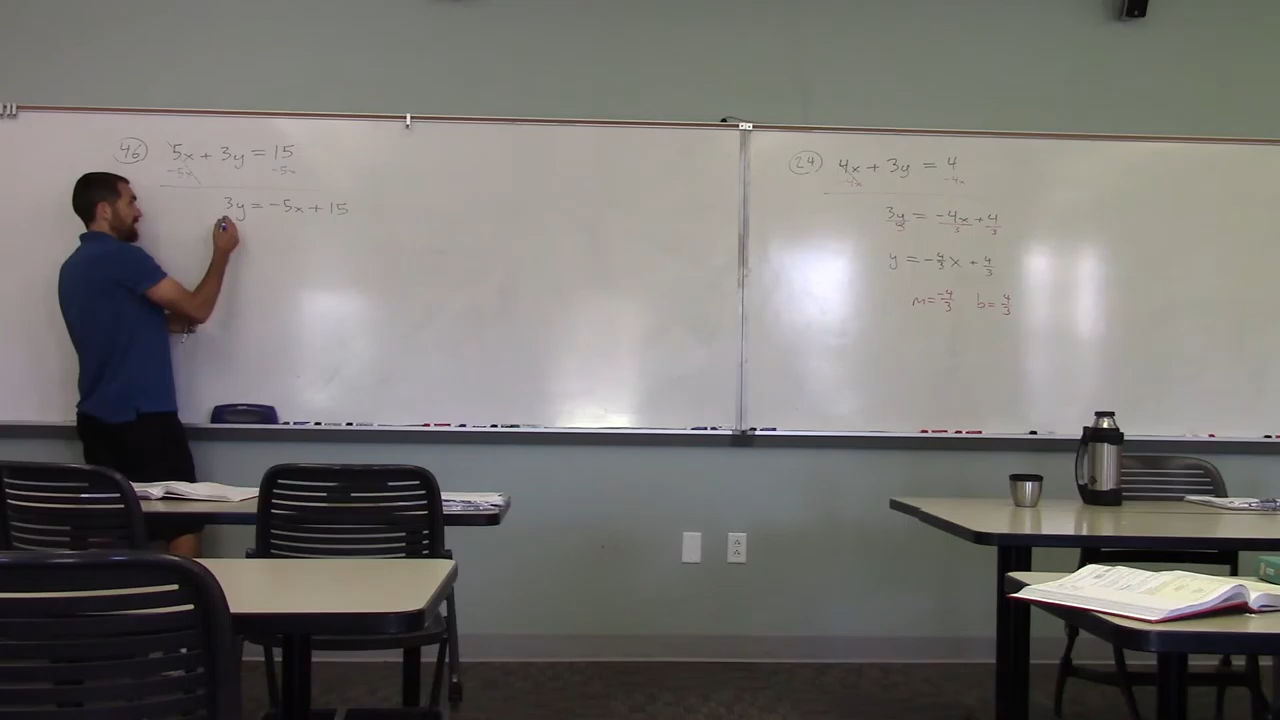 46 5x + 3y = 15
-5x -5x
3y = -5x + 15
24 4x + 3y = 4
-4x -4x
3y/3 = -4x/3 + 4/3
y = -4/3 x + 4/3
m = -4/3 b = 4/3